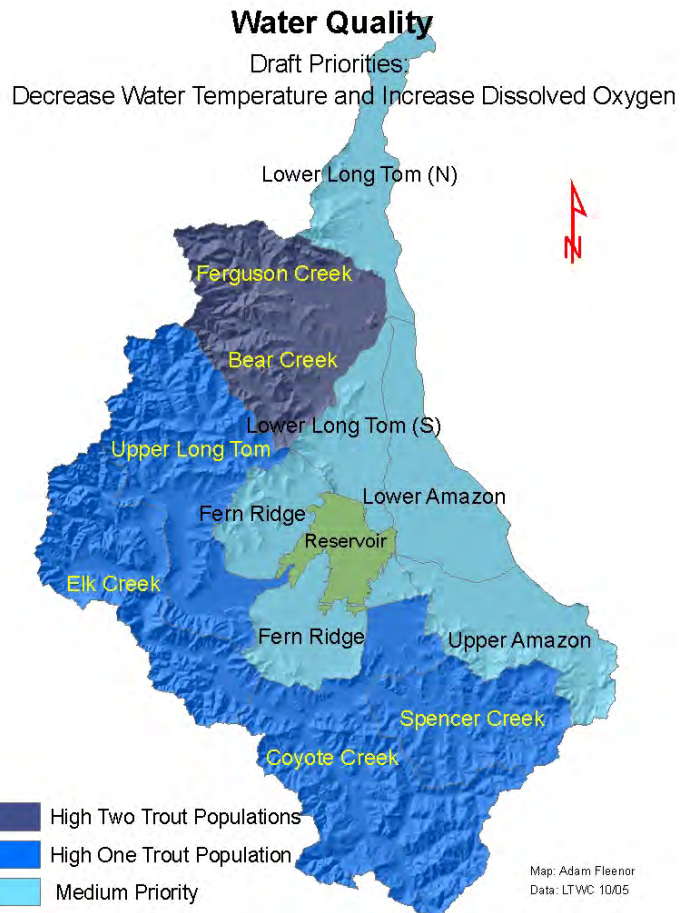 Water Quality
Draft Priorities:
Decrease Water Temperature and Increase Dissolved Oxygen
Lower Long Tom (N)
N
Ferguson Creek
Bear Creek
Lower Long Tom (S)
Upper Long Tom
Lower Amazon
Fern Ridge
Reservoir
Elk Creek
Fern Ridge
Upper Amazon
Spencer Creek
Coyote Creek
High Two Trout Populations
High One Trout Population
Medium Priority
Map: Adam Fleenor
Data: LTWC 10/05